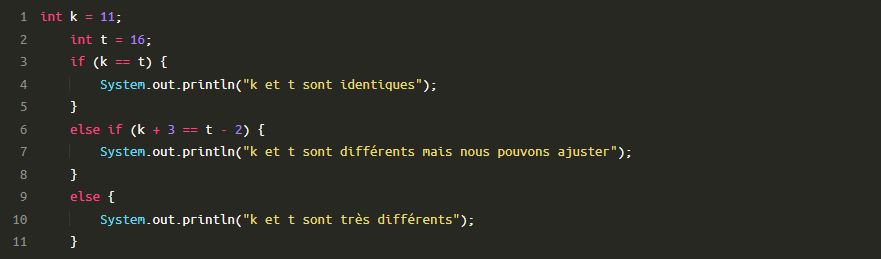 1 int k = 11;
2 int t = 16;
3 if (k == t) {
4 System.out.println("k et t sont identiques");
5 }
6 else if (k + 3 == t - 2) {
7 System.out.println("k et t sont différents mais nous pouvons ajuster");
8 }
9 else {
10 System.out.println("k et t sont très différents");
11 }